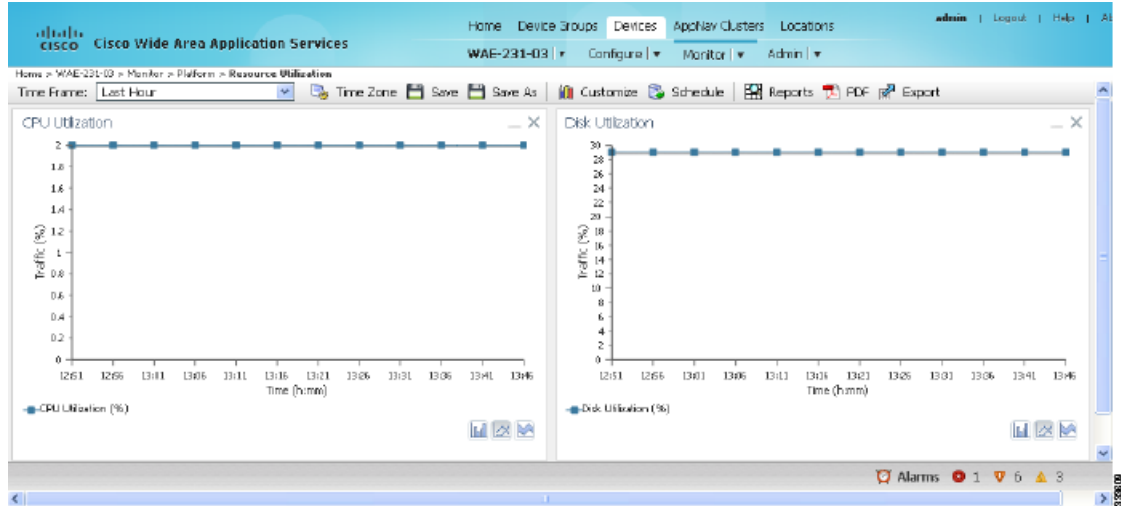 Home Device Groups Devices AppNav Clusters Locations
admin | Logout | Help | Al
CISCO Cisco Wide Area Application Services
WAE-231-03 Configure Monitor Admin
Home > WAE-231-03 > Monitor > Platform > Resource Utilization
Time Frame: Last Hour Time Zone Save Save As Customize Schedule Reports PDF Export
CPU Utilization
2
1.8
1.6
1.4
1.2
1
0.8
0.6
0.4
0.2
0
Traffic (%)
12:51 12:56 13:01 13:06 13:11 13:16 13:21 13:26 13:31 13:36 13:41 13:46
Time (h:mm)
CPU Utilization (%)
Disk Utilization
30
28
26
24
22
20
18
16
14
12
10
8
6
4
2
0
Traffic (%)
12:51 12:56 13:01 13:06 13:11 13:16 13:21 13:26 13:31 13:36 13:41 13:46
Time (h:mm)
Disk Utilization (%)
Alarms 1 6 3